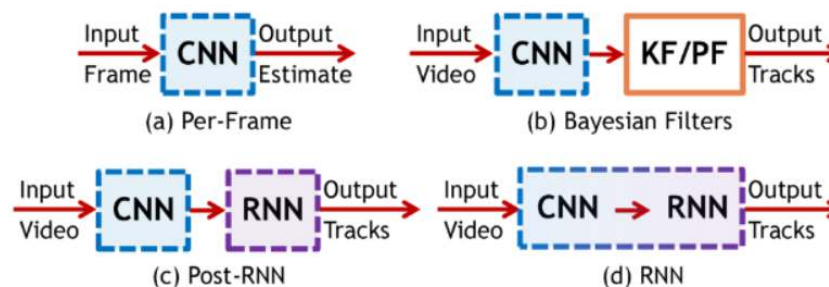 Input Output Input Output
CNN CNN KF/PF
Frame Estimate Video Tracks
(a) Per-Frame (b) Bayesian Filters
Input Output Input Output
CNN RNN CNN RNN
Video Tracks Video Tracks
(c) Post-RNN (d) RNN